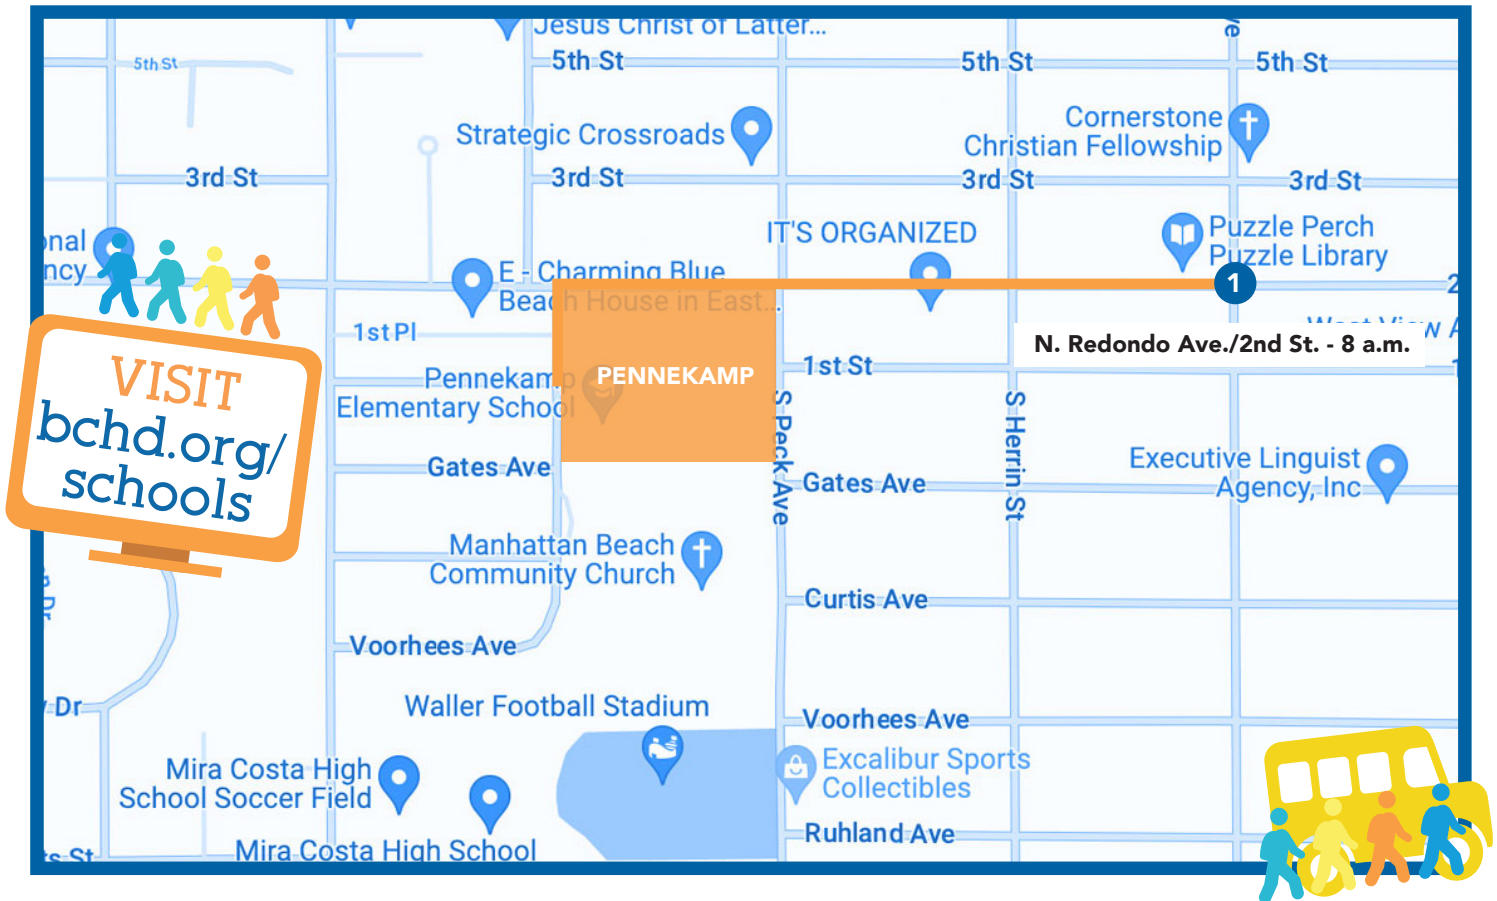 Jesus Christ of Latter...
5th St
5th St
5th St
5th St
Strategic Crossroads
Cornerstone
Christian Fellowship
3rd St
3rd St
3rd St
3rd St
IT'S ORGANIZED
Puzzle Perch
Puzzle Library
E - Charming Blue
Beach House in East...
1
1st Pl
N. Redondo Ave./2nd St. - 8 a.m.
1st St
VISIT
bchd.org/
schools
Pennekamp
Elementary School
PENNEKAMP
S Peck Ave
S Herrin St
Gates Ave
Gates Ave
Executive Linguist
Agency, Inc
Manhattan Beach
Community Church
Curtis Ave
Voorhees Ave
Dr
Waller Football Stadium
Voorhees Ave
Mira Costa High
School Soccer Field
Excalibur Sports
Collectibles
Ruhland Ave
Mira Costa High School